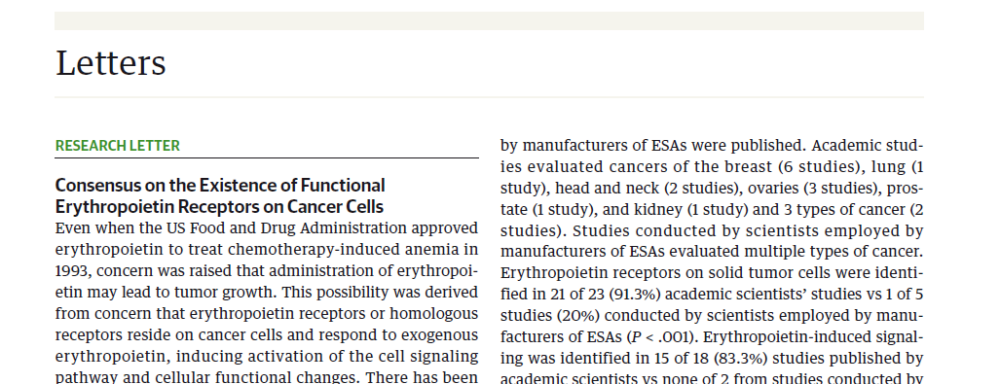 Letters
RESEARCH LETTER
Consensus on the Existence of Functional
Erythropoietin Receptors on Cancer Cells
Even when the US Food and Drug Administration approved
erythropoietin to treat chemotherapy-induced anemia in
1993, concern was raised that administration of erythropoi-
etin may lead to tumor growth. This possibility was derived
from concern that erythropoietin receptors or homologous
receptors reside on cancer cells and respond to exogenous
erythropoietin, inducing activation of the cell signaling
pathway and cellular functional changes. There has been
by manufacturers of ESAs were published. Academic stud-
ies evaluated cancers of the breast (6 studies), lung (1
study), head and neck (2 studies), ovaries (3 studies), pros-
tate (1 study), and kidney (1 study) and 3 types of cancer (2
studies). Studies conducted by scientists employed by
manufacturers of ESAs evaluated multiple types of cancer.
Erythropoietin receptors on solid tumor cells were identi-
fied in 21 of 23 (91.3%) academic scientists’ studies vs 1 of 5
studies (20%) conducted by scientists employed by manu-
facturers of ESAs (P < .001). Erythropoietin-induced signal-
ing was identified in 15 of 18 (83.3%) studies published by
academic scientists vs none of 2 from studies conducted by